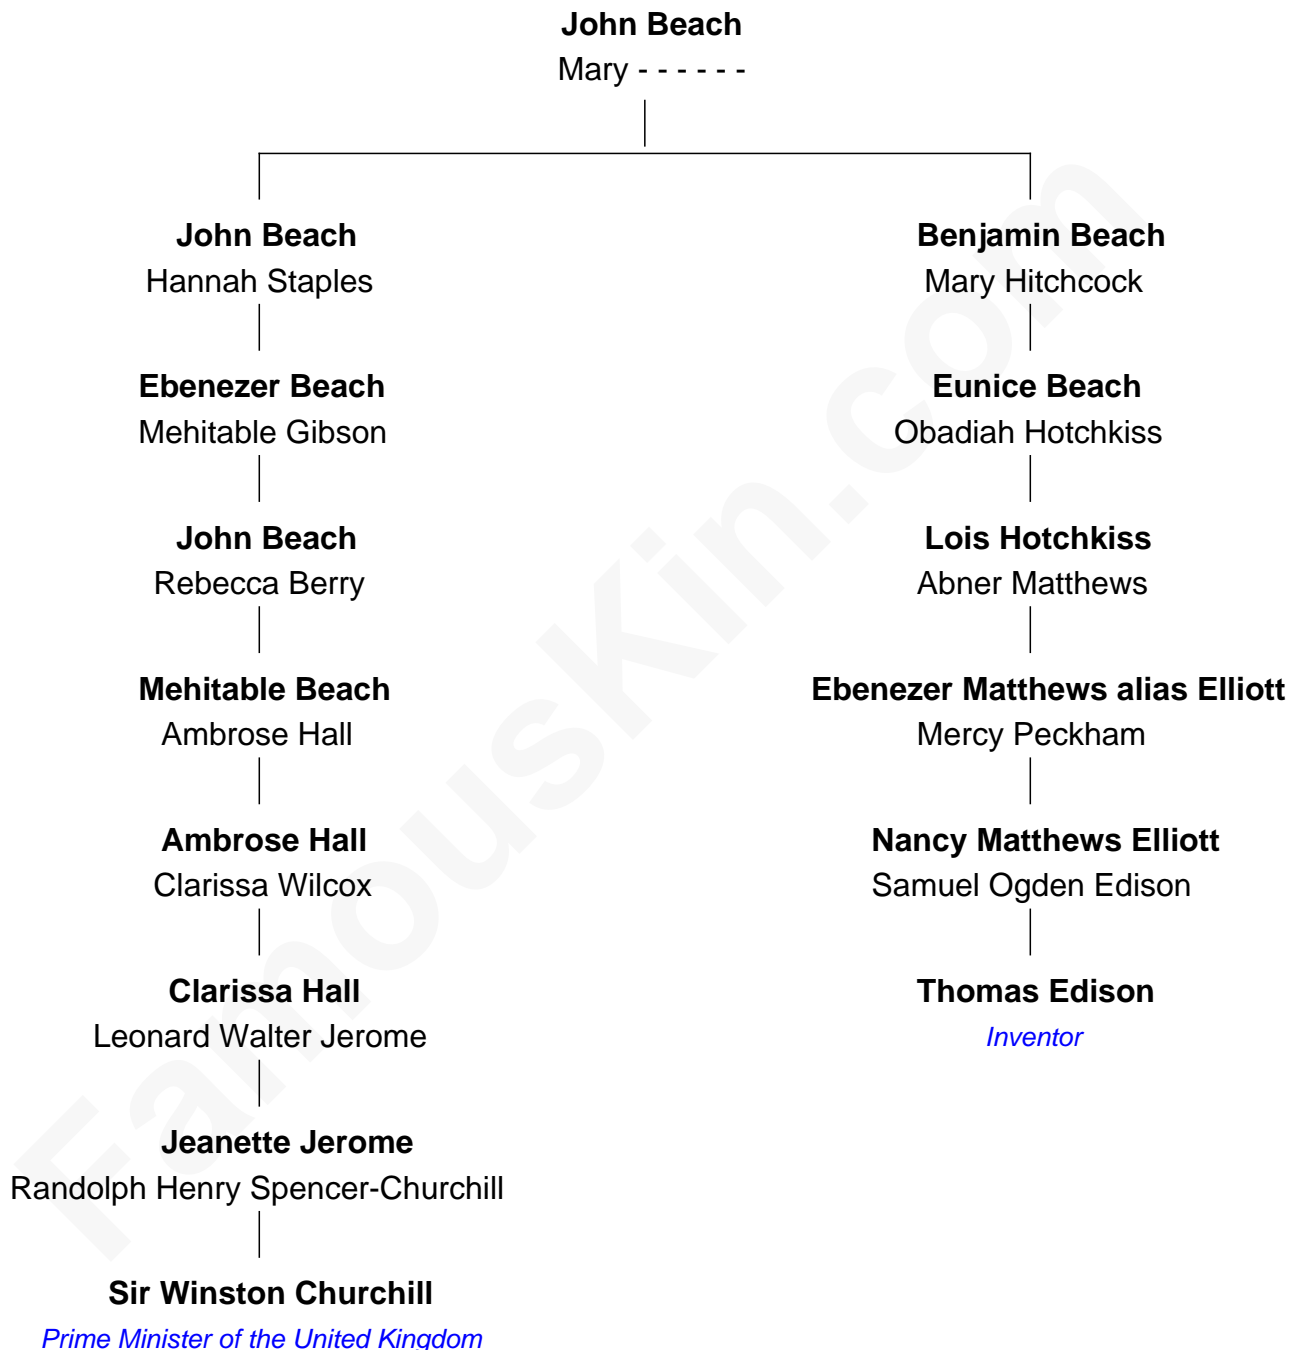 John Beach
Mary - - - - - -
John Beach
Hannah Staples
Benjamin Beach
Mary Hitchcock
Ebenezer Beach
Mehitable Gibson
Eunice Beach
Obadiah Hotchkiss
John Beach
Rebecca Berry
Lois Hotchkiss
Abner Matthews
Mehitable Beach
Ambrose Hall
Ebenezer Matthews alias Elliott
Mercy Peckham
Ambrose Hall
Clarissa Wilcox
Nancy Matthews Elliott
Samuel Ogden Edison
Clarissa Hall
Leonard Walter Jerome
Thomas Edison
Inventor
Jeanette Jerome
Randolph Henry Spencer-Churchill
Sir Winston Churchill
Prime Minister of the United Kingdom
FamousKin.com